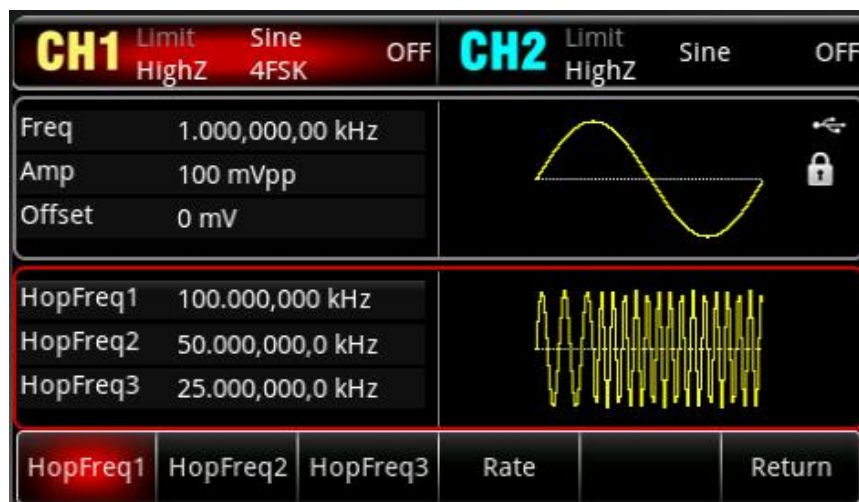 CH1 Limit Sine OFF CH2 Limit Sine OFF
HighZ 4FSK HighZ
Freq 1.000,000,00 kHz
Amp 100 mVpp
Offset 0 mV
HopFreq1 100.000,000 kHz
HopFreq2 50.000,000,0 kHz
HopFreq3 25.000,000,0 kHz
HopFreq1 HopFreq2 HopFreq3 Rate Return